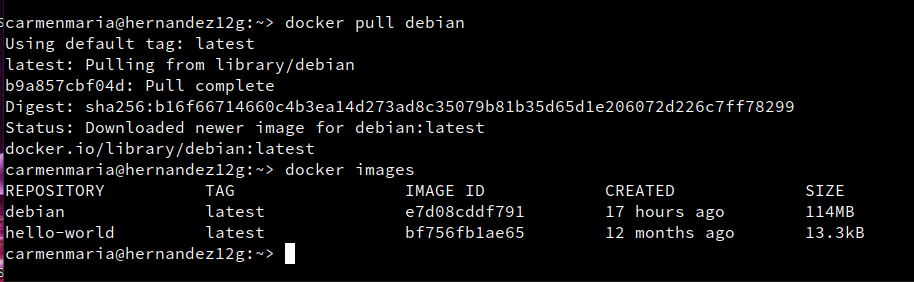 carmenmaria@hernandez12g:~> docker pull debian
Using default tag: latest
latest: Pulling from library/debian
b9a857cbf04d: Pull complete
Digest: sha256:b16f66714660c4b3ea14d273ad8c35079b81b35d65d1e206072d226c7ff78299
Status: Downloaded newer image for debian:latest
docker.io/library/debian:latest
carmenmaria@hernandez12g:~> docker images
REPOSITORY TAG IMAGE ID CREATED SIZE
debian latest e7d08cddf791 17 hours ago 114MB
hello-world latest bf756fb1ae65 12 months ago 13.3kB
carmenmaria@hernandez12g:~>